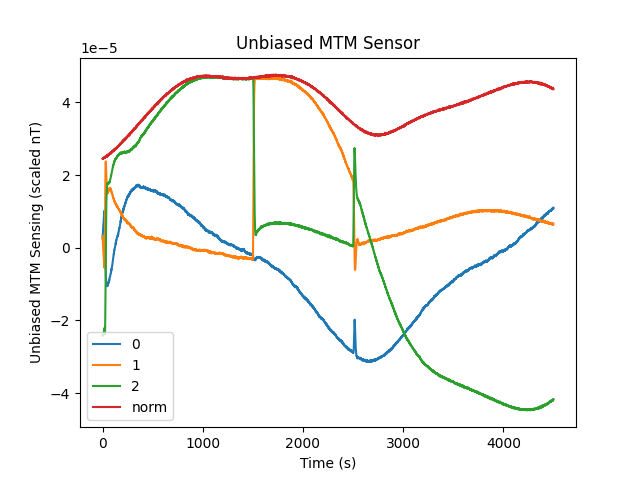 Unbiased MTM Sensor
1e−5
4
2
0
−2
−4
Unbiased MTM Sensing (scaled nT)
0
1
2
norm
0
1000
2000
3000
4000
Time (s)